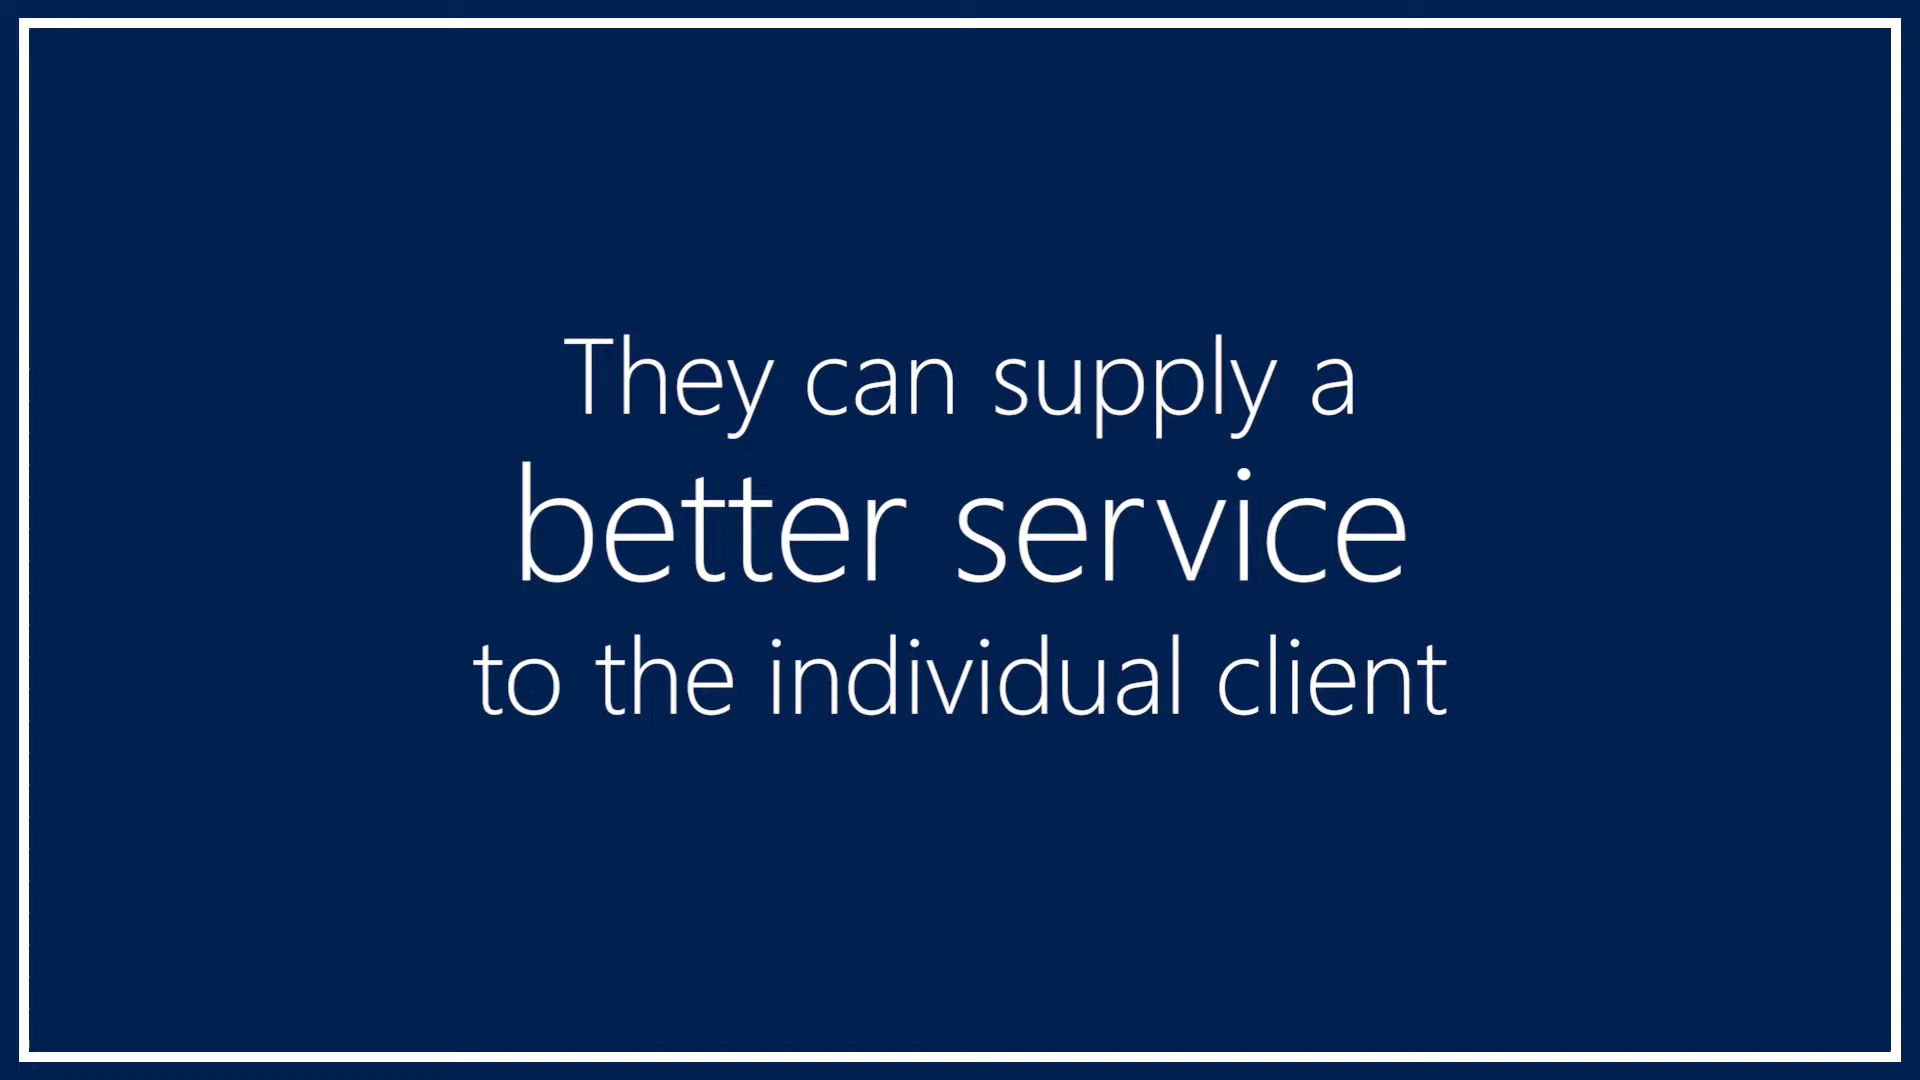 They can supply a
better service
to the individual client